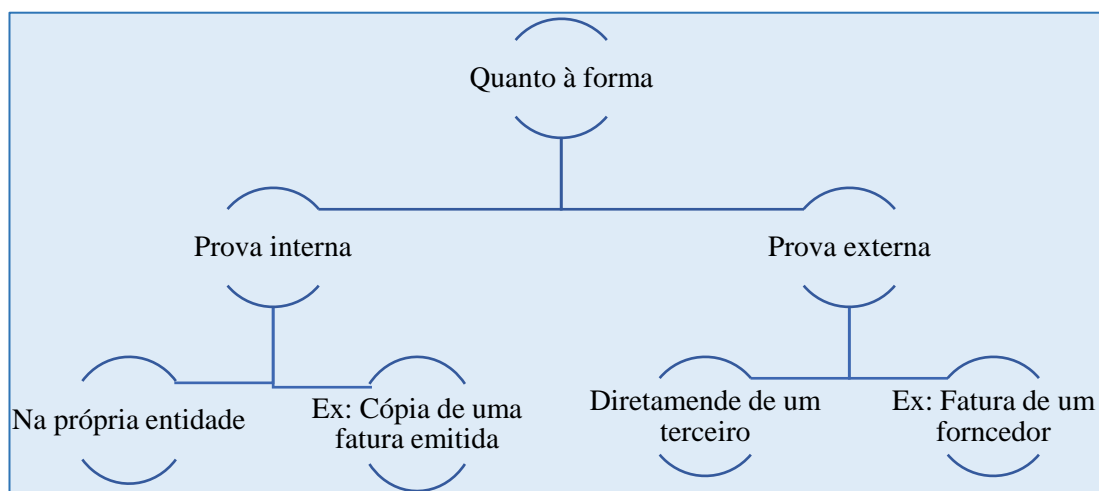 Quanto à forma
Prova interna
Prova externa
Na própria entidade
Ex: Cópia de uma
fatura emitida
Diretamende de um
terceiro
Ex: Fatura de um
forncedor